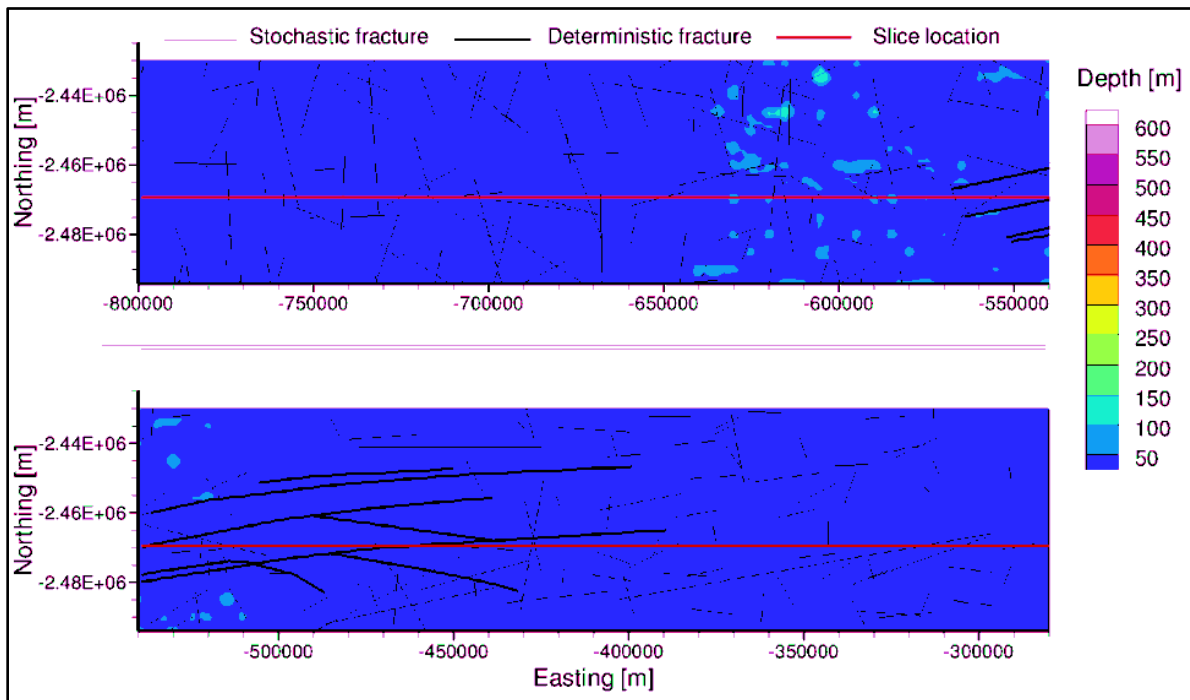 Stochastic fracture Deterministic fracture Slice location
Depth [m]
600
550
500
450
400
350
300
250
200
150
100
50
Northing [m]
-2.44E+06
-2.46E+06
-2.48E+06
-800000 -750000 -700000 -650000 -600000 -550000
Northing [m]
-2.44E+06
-2.46E+06
-2.48E+06
-500000 -450000 -400000 -350000 -300000
Easting [m]